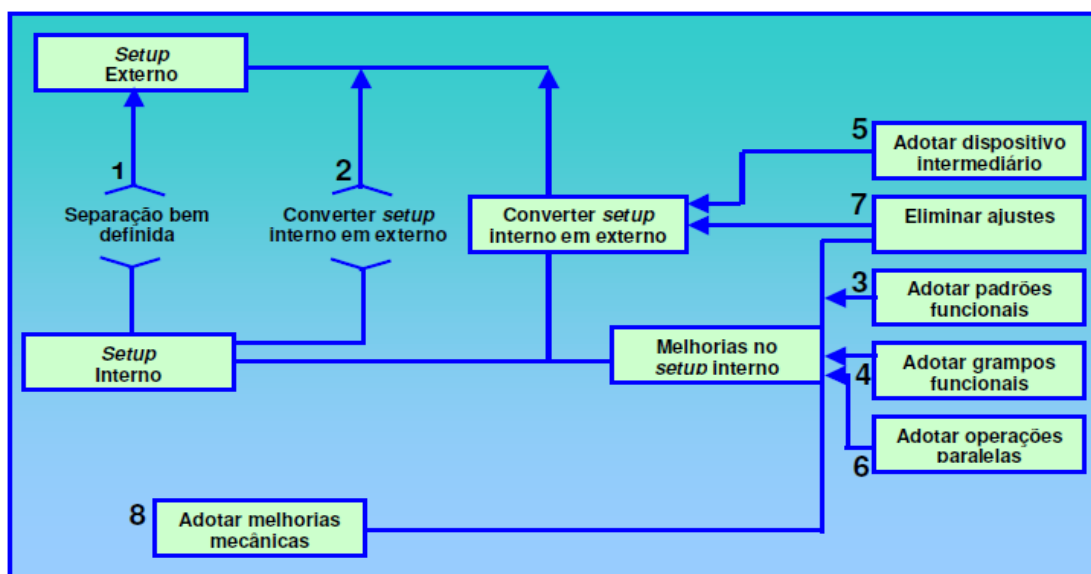 Setup
Externo
1
2
Separação bem
definida
Converter setup
interno em externo
Converter setup
interno em externo
5
Adotar dispositivo
intermediário
7
Eliminar ajustes
3
Adotar padrões
funcionais
Setup
Interno
Melhorias no
setup interno
4
Adotar grampos
funcionais
6
Adotar operações
paralelas
8
Adotar melhorias
mecânicas